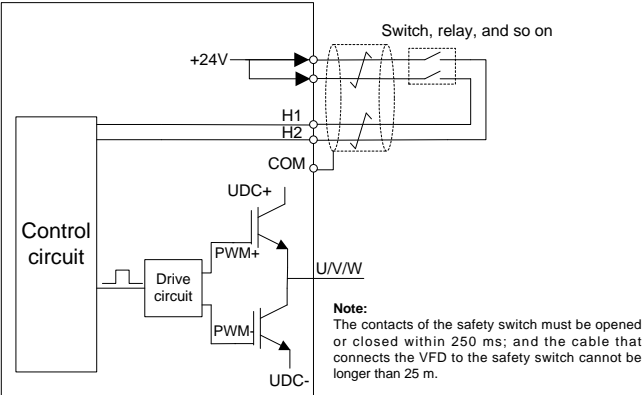 Switch, relay, and so on
+24V
H1
H2
COM
UDC+
Control
circuit
PWM+
Drive
circuit
U/V/W
PWM-
UDC-
Note:
The contacts of the safety switch must be opened
or closed within 250 ms; and the cable that
connects the VFD to the safety switch cannot be
longer than 25 m.